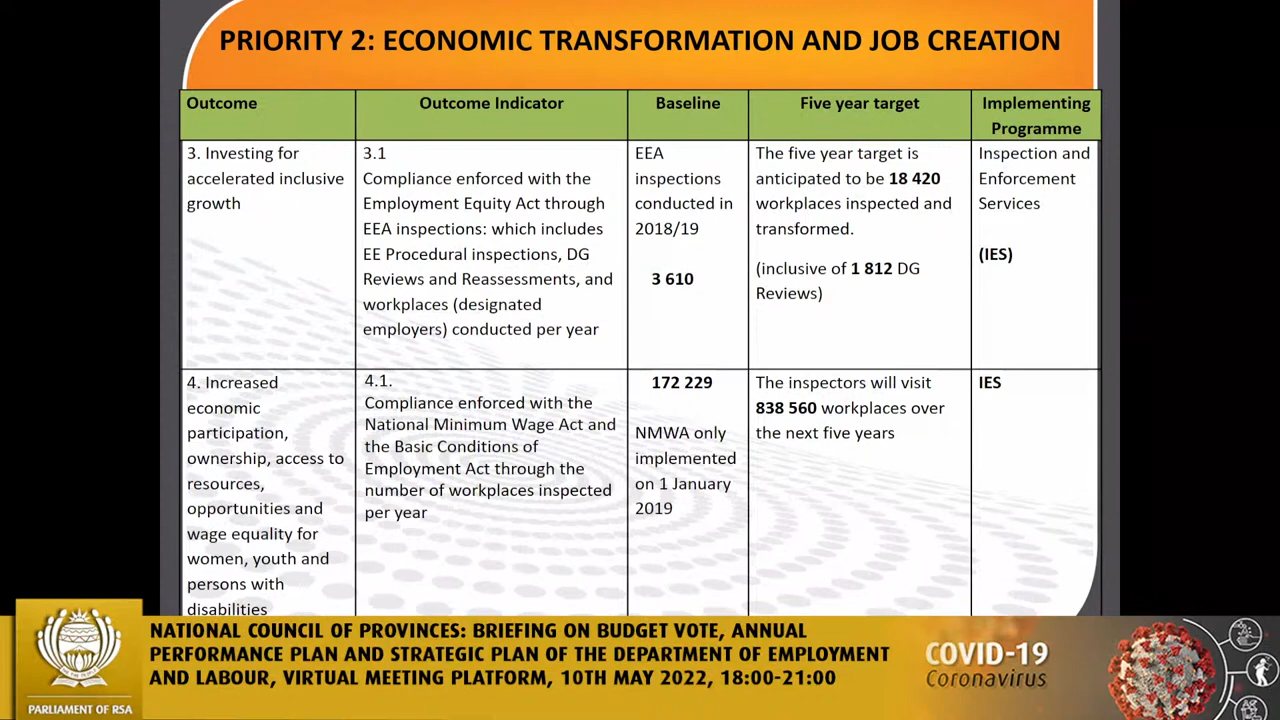 PRIORITY 2: ECONOMIC TRANSFORMATION AND JOB CREATION
Outcome
Outcome Indicator
Baseline
Five year target
Implementing
Programme
3. Investing for
accelerated inclusive
growth
3.1
Compliance enforced with the
Employment Equity Act through
EEA inspections: which includes
EE Procedural inspections, DG
Reviews and Reassessments, and
workplaces (designated
employers) conducted per year
EEA
inspections
conducted in
2018/19
3 610
The five year target is
anticipated to be 18 420
workplaces inspected and
transformed.
(inclusive of 1 812 DG
Reviews)
Inspection and
Enforcement
Services
(IES)
4. Increased
economic
participation,
ownership, access to
resources,
opportunities and
wage equality for
women, youth and
persons with
disabilities
4.1.
Compliance enforced with the
National Minimum Wage Act and
the Basic Conditions of
Employment Act through the
number of workplaces inspected
per year
172 229
NMWA only
implemented
on 1 January
2019
The inspectors will visit
838 560 workplaces over
the next five years
IES
NATIONAL COUNCIL OF PROVINCES: BRIEFING ON BUDGET VOTE, ANNUAL
PERFORMANCE PLAN AND STRATEGIC PLAN OF THE DEPARTMENT OF EMPLOYMENT
AND LABOUR, VIRTUAL MEETING PLATFORM, 10TH MAY 2022, 18:00-21:00
PARLIAMENT OF RSA
COVID-19
Coronavirus